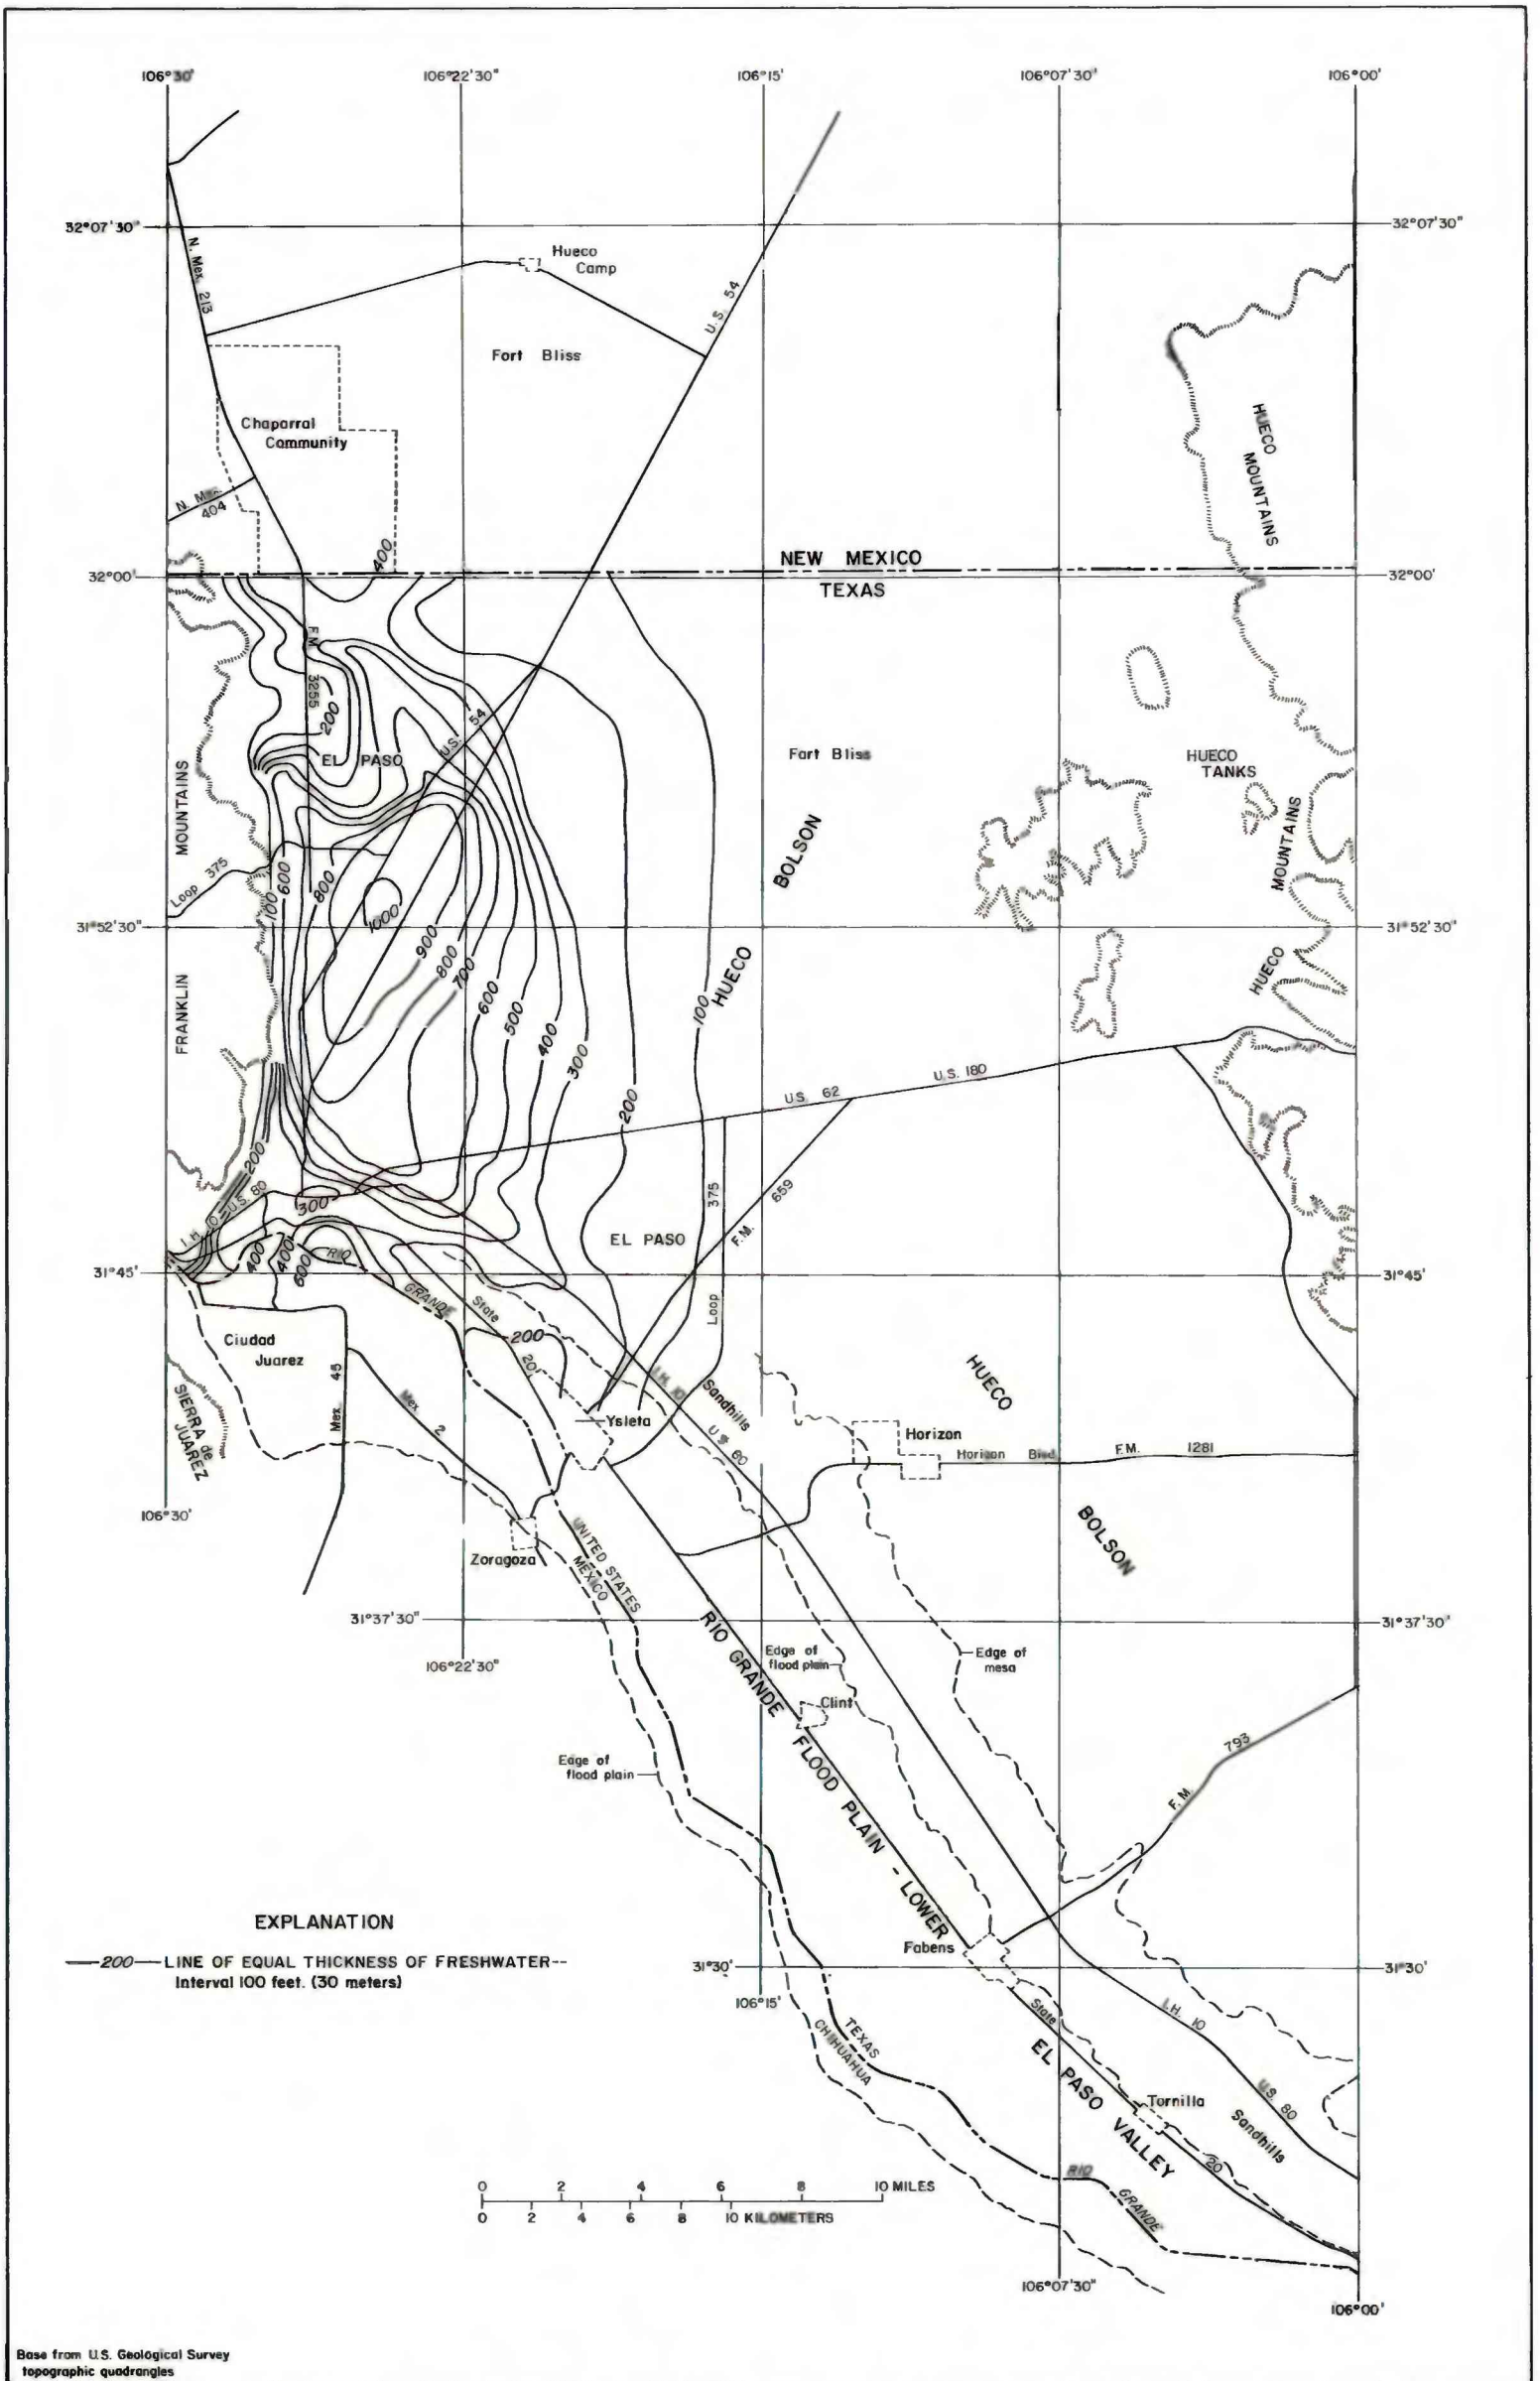 106°30'
106°22'30"
106°15'
106°07'30"
106°00'
32°07'30"
32°07'30"
N. Mex. 213
Hueco
Camp
U.S. 54
Fort Bliss
Chaparral
Community
HUECO
MOUNTAINS
N. Mex.
404
400
NEW MEXICO
TEXAS
32°00'
32°00'
F.M.
3255
200
U.S. 54
EL PASO
Fort Bliss
HUECO
TANKS
MOUNTAINS
HUECO
FRANKLIN
MOUNTAINS
BOLSON
HUECO
Loop 375
100
600
800
1000
900
800
700
600
500
400
300
200
100
31°52'30"
31°52'30"
U.S. 62
U.S. 180
200
I.H. 10-U.S. 80
300
375
F.M. 659
EL PASO
400
400
600
RIO
GRANDE
31°45'
31°45'
State
20
200
Loop
Ciudad
Juarez
Mex. 45
Mex. 2
SIERRA de
JUAREZ
I.H. 10
U.S. 80
Sandhills
Ysleta
HUECO
Horizon
Horizon Blvd.
F.M. 1281
106°30'
BOLSON
Zaragoza
UNITED STATES
MEXICO
31°37'30"
31°37'30"
106°22'30"
RIO GRANDE FLOOD PLAIN - LOWER
Edge of
flood plain
Edge of
mesa
Clint
Edge of
flood plain
F.M. 793
EXPLANATION
200 LINE OF EQUAL THICKNESS OF FRESHWATER--
Interval 100 feet. (30 meters)
Fabens
31°30'
31°30'
106°15'
TEXAS
CHIHUAHUA
State
20
I.H. 10
U.S. 80
EL PASO VALLEY
Tornilla
Sandhills
RIO
GRANDE
0 2 4 6 8 10 MILES
0 2 4 6 8 10 KILOMETERS
106°07'30"
106°00'
Base from U.S. Geological Survey
topographic quadrangles